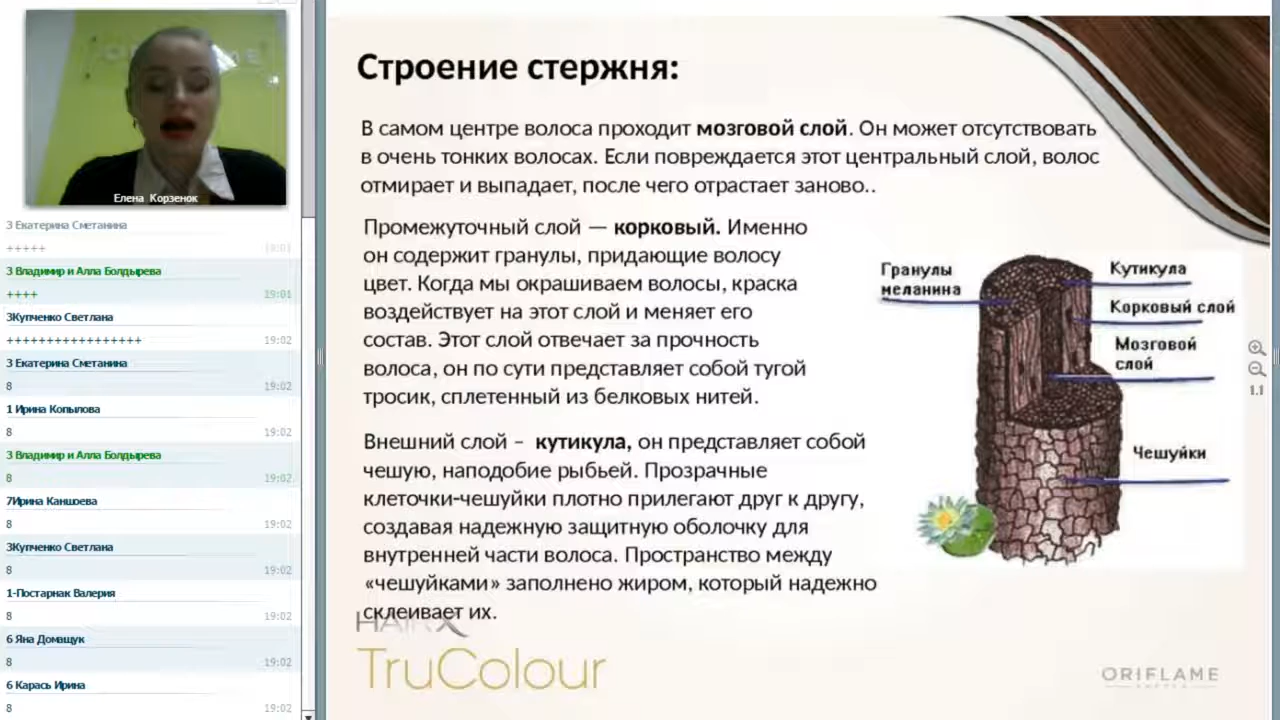 Елена Корзенок
3 Екатерина Сметанина
+++++
3 Владимир и Алла Болдырева
++++ 19:01
3Купченко Светлана
+++++++++++++++++ 19:02
3 Екатерина Сметанина
8 19:02
1 Ирина Копылова
8 19:02
3 Владимир и Алла Болдырева
8 19:02
7Ирина Каншоева
8 19:02
3Купченко Светлана
8 19:02
1-Постарнак Валерия
8 19:02
6 Яна Домащук
8 19:02
6 Карась Ирина
8 19:02
Строение стержня:
В самом центре волоса проходит мозговой слой. Он может отсутствовать
в очень тонких волосах. Если повреждается этот центральный слой, волос
отмирает и выпадает, после чего отрастает заново..
Промежуточный слой — корковый. Именно
он содержит гранулы, придающие волосу
цвет. Когда мы окрашиваем волосы, краска
воздействует на этот слой и меняет его
состав. Этот слой отвечает за прочность
волоса, он по сути представляет собой тугой
тросик, сплетенный из белковых нитей.
Внешний слой – кутикула, он представляет собой
чешую, наподобие рыбьей. Прозрачные
клеточки-чешуйки плотно прилегают друг к другу,
создавая надежную защитную оболочку для
внутренней части волоса. Пространство между
«чешуйками» заполнено жиром, который надежно
склеивает их.
Гранулы
меланина
Кутикула
Корковый слой
Мозговой
слой
Чешуйки
1.1
HAIRX
TruColour
ORIFLAME